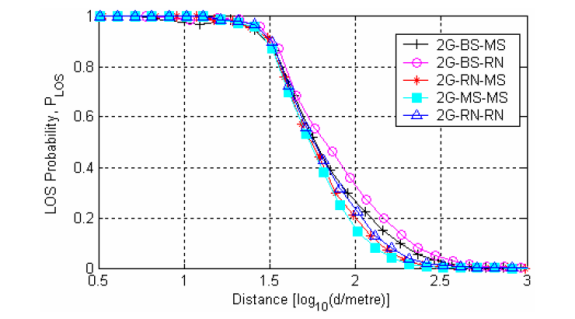 LOS Probability, P_LOS
1
0.8
0.6
0.4
0.2
0
0.5 1 1.5 2 2.5 3
Distance [log10(d/metre)]
2G-BS-MS
2G-BS-RN
2G-RN-MS
2G-MS-MS
2G-RN-RN